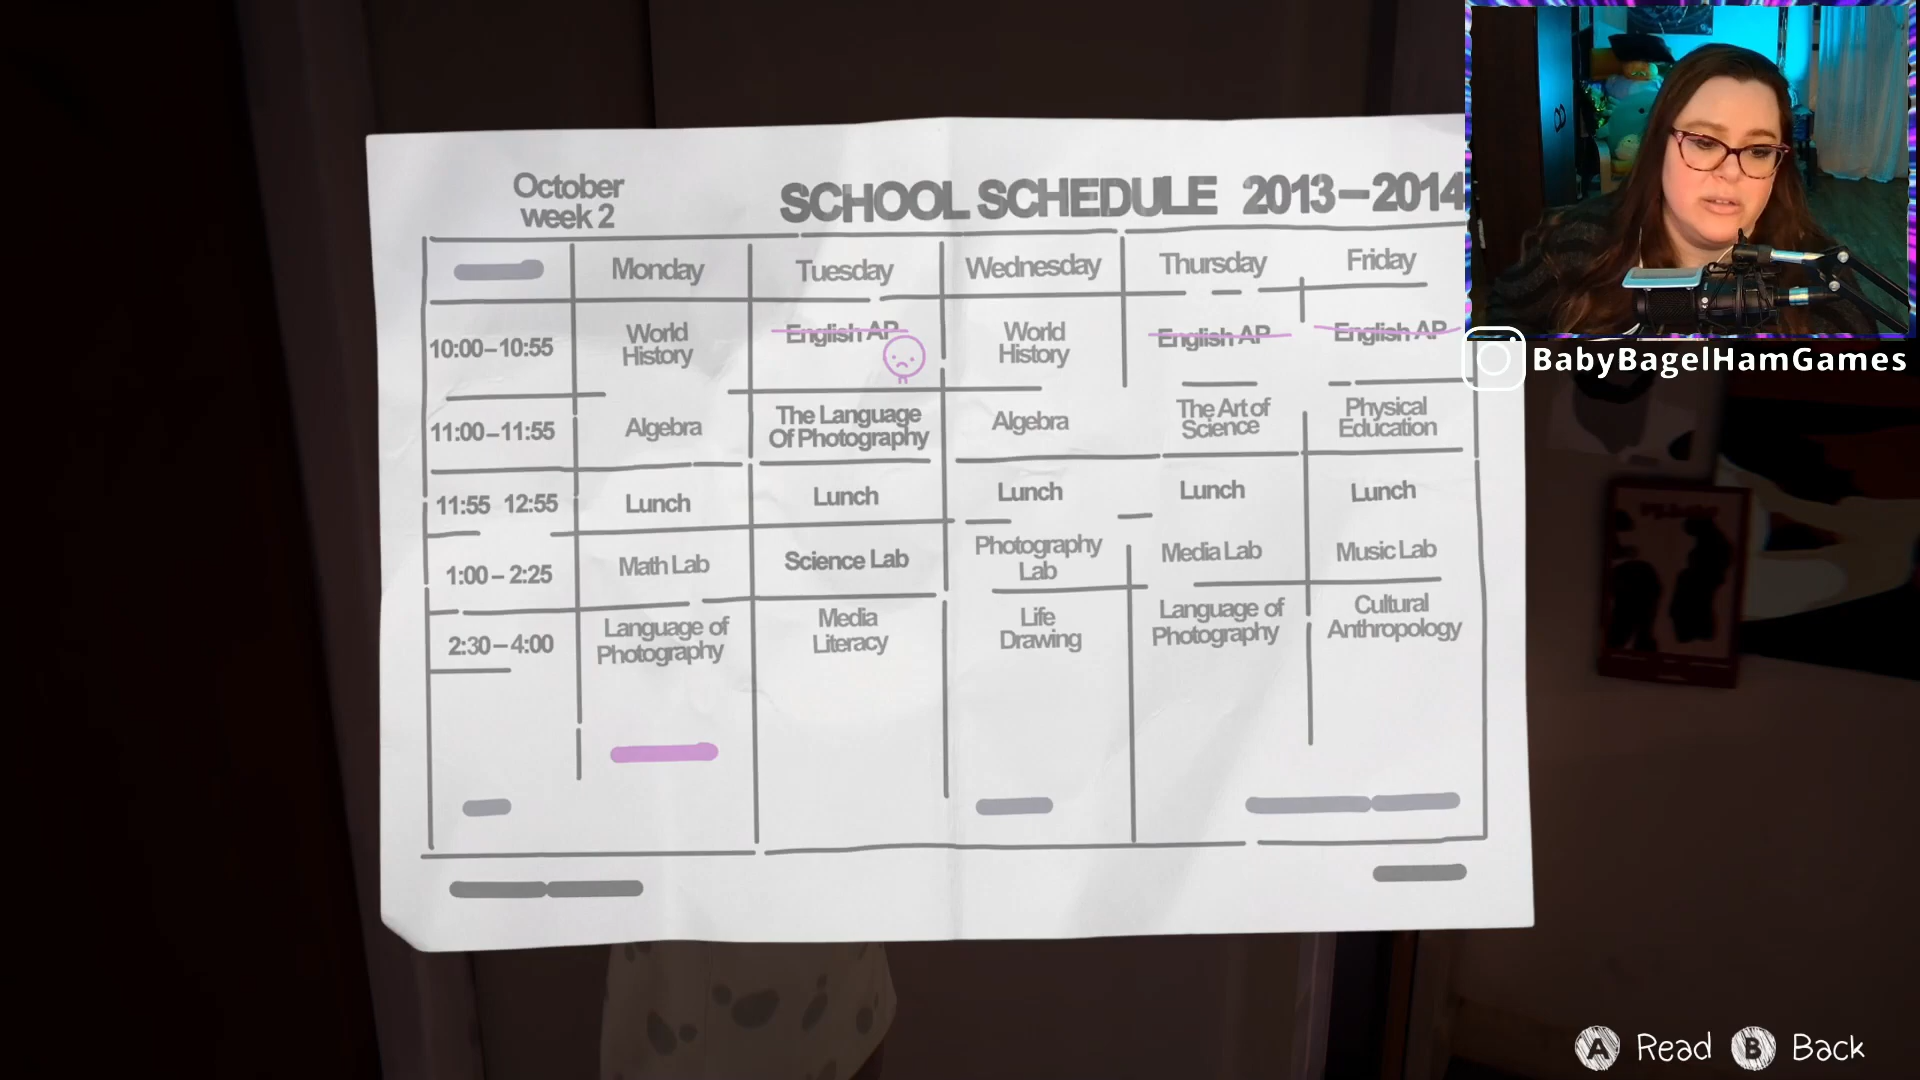 October
week 2
SCHOOL SCHEDULE 2013–2014
Monday Tuesday Wednesday Thursday Friday
10:00–10:55 World History English AP World History English AP English AP
11:00–11:55 Algebra The Language Of Photography Algebra The Art of Science Physical Education
11:55 12:55 Lunch Lunch Lunch Lunch Lunch
1:00–2:25 Math Lab Science Lab Photography Lab Media Lab Music Lab
2:30–4:00 Language of Photography Media Literacy Life Drawing Language of Photography Cultural Anthropology
BabyBagelHamGames
A Read B Back